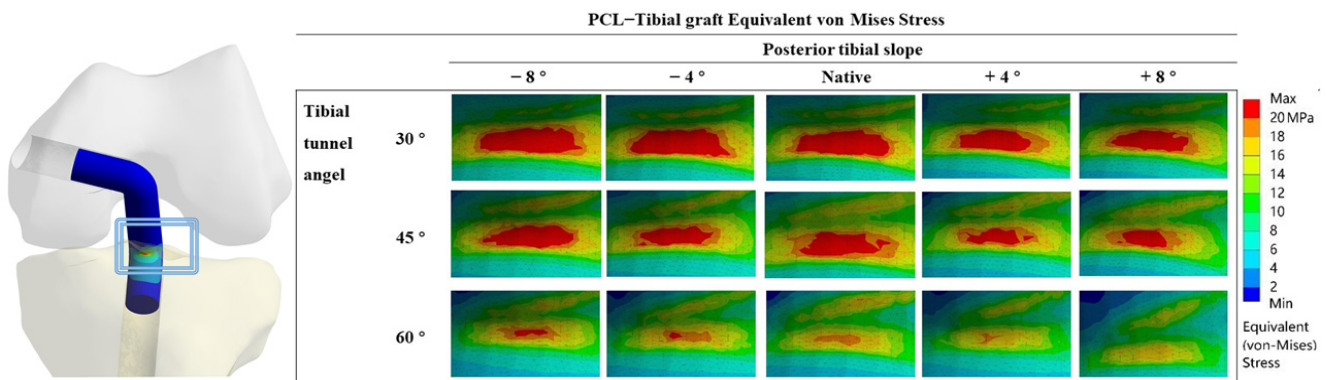 PCL−Tibial graft Equivalent von Mises Stress
Posterior tibial slope
− 8 ° − 4 ° Native + 4 ° + 8 °
Tibial
tunnel
angel
30 °
45 °
60 °
Max
20 MPa
18
16
14
12
10
8
6
4
2
Min
Equivalent
(von-Mises)
Stress